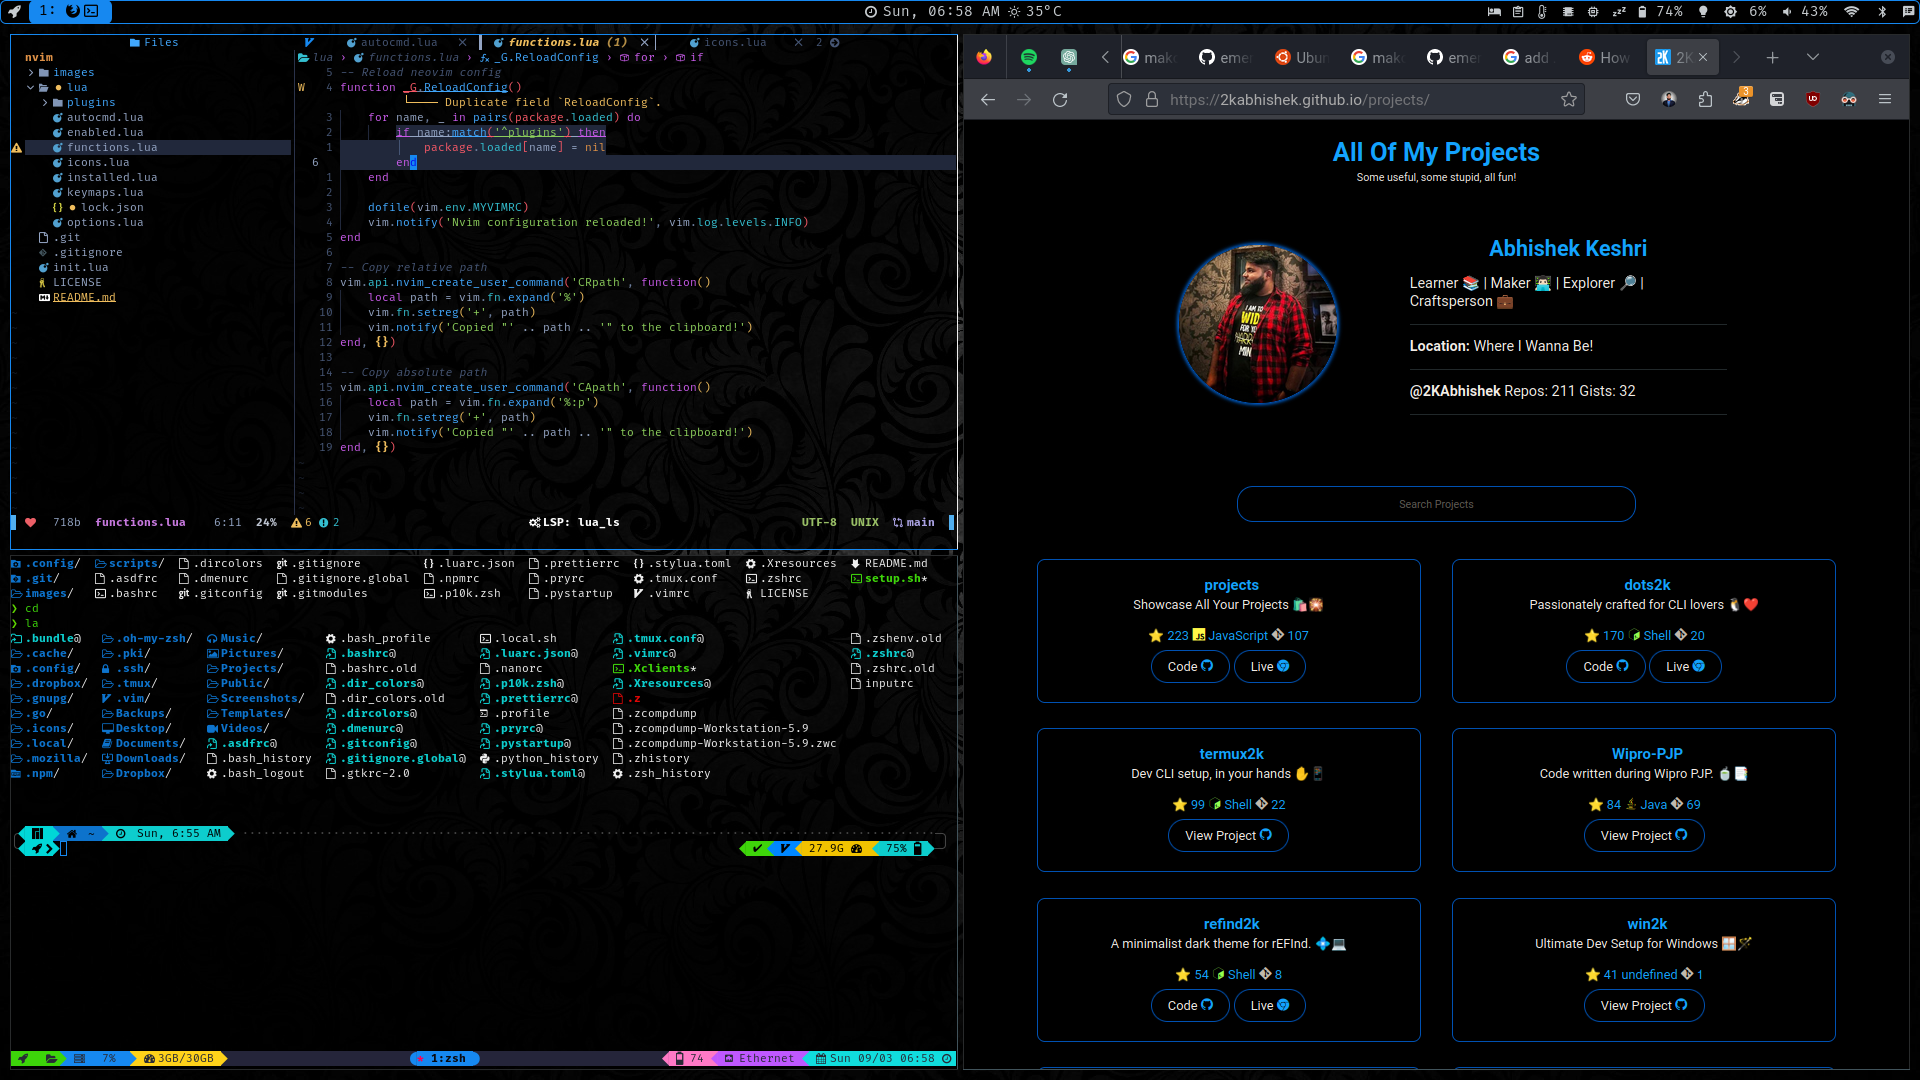 1:
Sun, 06:58 AM 35°C
74% 6% 43%
Files
autocmd.lua
functions.lua (1)
icons.lua
2
nvim
images
lua
plugins
autocmd.lua
enabled.lua
functions.lua
icons.lua
installed.lua
keymaps.lua
{} lock.json
options.lua
.git
.gitignore
init.lua
LICENSE
README.md
lua › functions.lua › _G.ReloadConfig › for › if
5 -- Reload neovim config
W 4 function _G.ReloadConfig()
Duplicate field `ReloadConfig`.
3 for name, _ in pairs(package.loaded) do
2 if name:match('^plugins') then
1 package.loaded[name] = nil
6 end
1 end
2
3 dofile(vim.env.MYVIMRC)
4 vim.notify('Nvim configuration reloaded!', vim.log.levels.INFO)
5 end
6
7 -- Copy relative path
8 vim.api.nvim_create_user_command('CRpath', function()
9 local path = vim.fn.expand('%')
10 vim.fn.setreg('+', path)
11 vim.notify('Copied "' .. path .. '" to the clipboard!')
12 end, {})
13
14 -- Copy absolute path
15 vim.api.nvim_create_user_command('CApath', function()
16 local path = vim.fn.expand('%:p')
17 vim.fn.setreg('+', path)
18 vim.notify('Copied "' .. path .. '" to the clipboard!')
19 end, {})
718b functions.lua 6:11 24% 6 2 LSP: lua_ls UTF-8 UNIX main
.config/ scripts/ .dircolors git .gitignore {} .luarc.json .prettierrc {} .stylua.toml .Xresources README.md
.git/ .asdfrc .dmenurc .gitignore.global .npmrc .pryrc .tmux.conf .zshrc setup.sh*
images/ .bashrc git .gitconfig git .gitmodules .p10k.zsh .pystartup .vimrc LICENSE
❯ cd
❯ la
.bundle@ .oh-my-zsh/ Music/ .bash_profile .local.sh .tmux.conf@ .zshenv.old
.cache/ .pki/ Pictures/ .bashrc@ .luarc.json@ .vimrc@ .zshrc@
.config/ .ssh/ Projects/ .bashrc.old .nanorc .Xclients* .zshrc.old
.dropbox/ .tmux/ Public/ .dir_colors@ .p10k.zsh@ .Xresources@ inputrc
.gnupg/ .vim/ Screenshots/ .dir_colors.old .prettierrc@ .z
.go/ Backups/ Templates/ .dircolors@ .profile .zcompdump
.icons/ Desktop/ Videos/ .dmenurc@ .pryrc@ .zcompdump-Workstation-5.9
.local/ Documents/ .asdfrc@ .gitconfig@ .pystartup@ .zcompdump-Workstation-5.9.zwc
.mozilla/ Downloads/ .bash_history .gitignore.global@ .python_history .zhistory
.npm/ Dropbox/ .bash_logout .gtkrc-2.0 .stylua.toml@ .zsh_history
~ Sun, 6:55 AM
27.9G 75%
7% 3GB/30GB 1:zsh 74 Ethernet Sun 09/03 06:58
mak
emer
Ubun
mak
eme
add
How
2K
https://2kabhishek.github.io/projects/
3
All Of My Projects
Some useful, some stupid, all fun!
I AM TO
WID
FOR YO
MIN
Abhishek Keshri
Learner | Maker | Explorer |
Craftsperson
Location: Where I Wanna Be!
@2KAbhishek Repos: 211 Gists: 32
Search Projects
projects
Showcase All Your Projects
223 JS JavaScript 107
Code Live
dots2k
Passionately crafted for CLI lovers
170 Shell 20
Code Live
termux2k
Dev CLI setup, in your hands
99 Shell 22
View Project
Wipro-PJP
Code written during Wipro PJP.
84 Java 69
View Project
refind2k
A minimalist dark theme for rEFInd.
54 Shell 8
Code Live
win2k
Ultimate Dev Setup for Windows
41 undefined 1
View Project